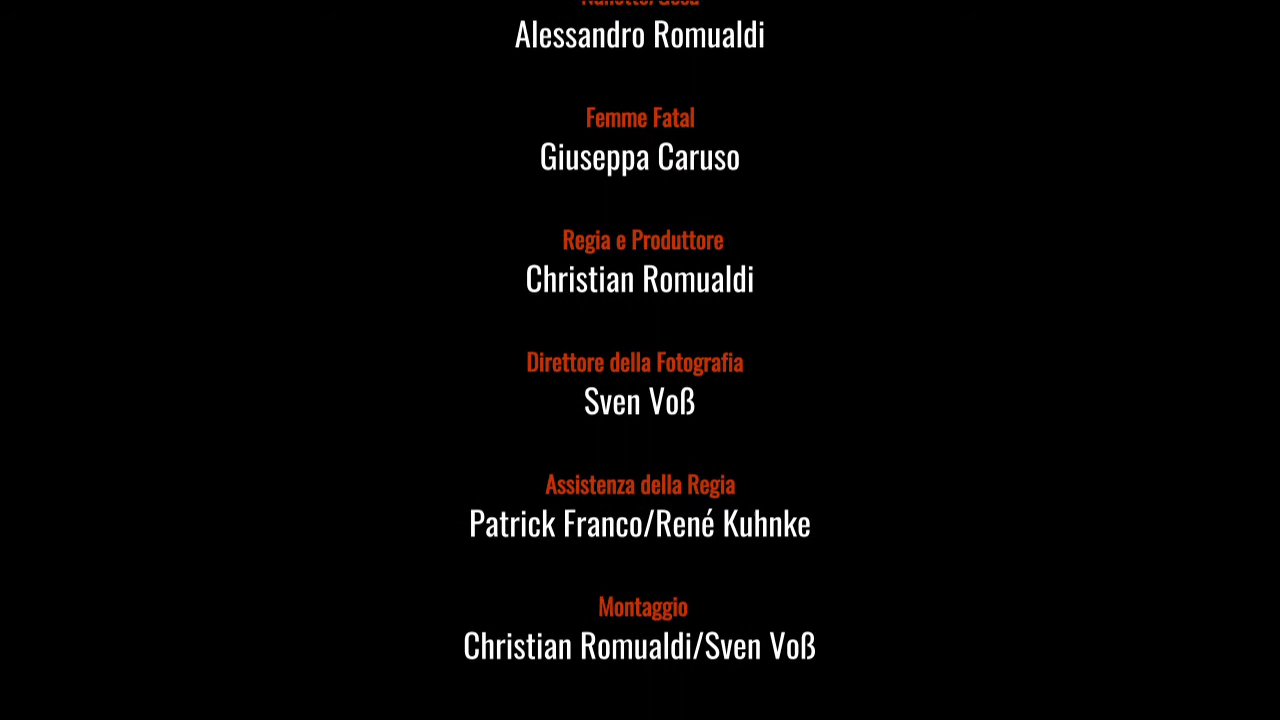 Alessandro Romualdi
Femme Fatal
Giuseppa Caruso
Regia e Produttore
Christian Romualdi
Direttore della Fotografia
Sven Voß
Assistenza della Regia
Patrick Franco/René Kuhnke
Montaggio
Christian Romualdi/Sven Voß